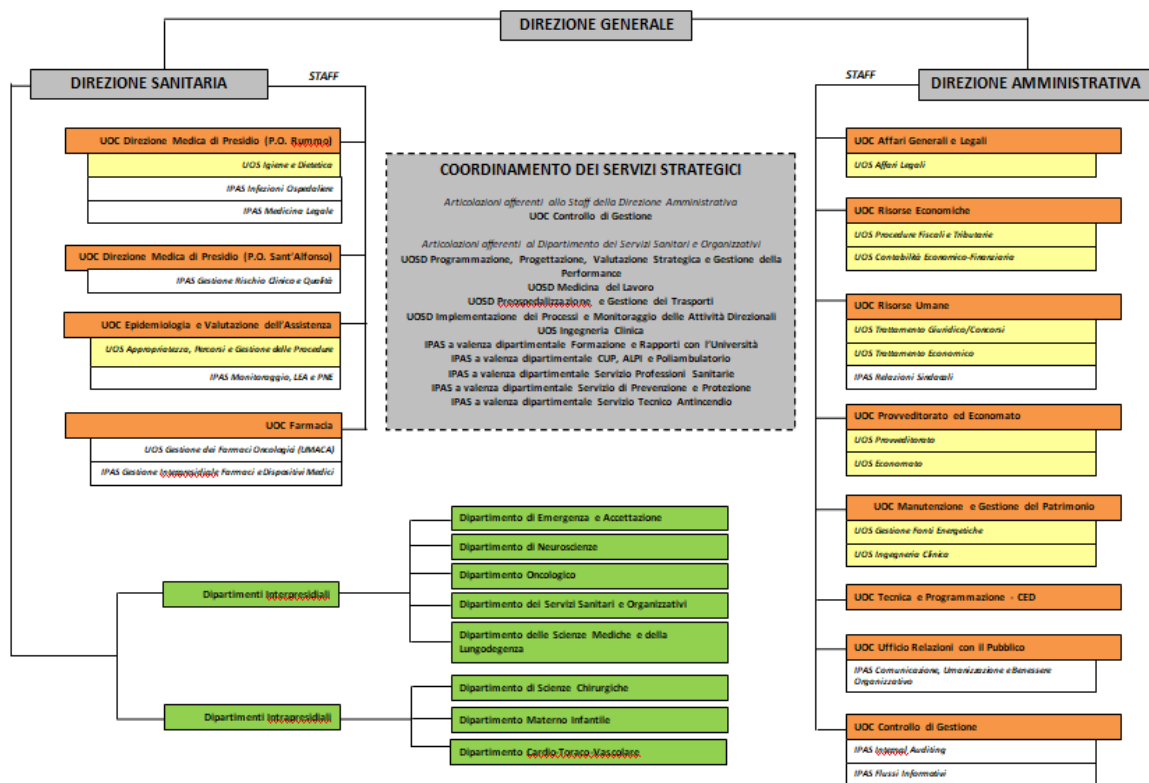 DIREZIONE GENERALE
DIREZIONE SANITARIA
STAFF
UOC Direzione Medica di Presidio (P.O. Rummo)
UOS Igiene e Dietetica
IPAS Infezioni Ospedaliere
IPAS Medicina Legale
UOC Direzione Medica di Presidio (P.O. Sant'Alfonso)
IPAS Gestione Rischio Clinico e Qualità
UOC Epidemiologia e Valutazione dell'Assistenza
UOS Appropriatezza, Percorsi e Gestione delle Procedure
IPAS Monitoraggio, LEA e PNE
UOC Farmacia
UOS Gestione dei Farmaci Oncologici (UMACA)
IPAS Gestione Interpresidiale Farmaci e Dispositivi Medici
COORDINAMENTO DEI SERVIZI STRATEGICI
Articolazioni afferenti allo Staff della Direzione Amministrativa
UOC Controllo di Gestione
Articolazioni afferenti al Dipartimento dei Servizi Sanitari e Organizzativi
UOSD Programmazione, Progettazione, Valutazione Strategica e Gestione della
Performance
UOSD Medicina del Lavoro
UOSD Preospedalizzazione e Gestione dei Trasporti
UOSD Implementazione dei Processi e Monitoraggio delle Attività Direzionali
UOS Ingegneria Clinica
IPAS a valenza dipartimentale Formazione e Rapporti con l'Università
IPAS a valenza dipartimentale CUP, ALPI e Poliambulatorio
IPAS a valenza dipartimentale Servizio Professioni Sanitarie
IPAS a valenza dipartimentale Servizio di Prevenzione e Protezione
IPAS a valenza dipartimentale Servizio Tecnico Antincendio
STAFF
DIREZIONE AMMINISTRATIVA
UOC Affari Generali e Legali
UOS Affari Legali
UOC Risorse Economiche
UOS Procedure Fiscali e Tributarie
UOS Contabilità Economico-Finanziaria
UOC Risorse Umane
UOS Trattamento Giuridico/Concorsi
UOS Trattamento Economico
IPAS Relazioni Sindacali
UOC Provveditorato ed Economato
UOS Provveditorato
UOS Economato
UOC Manutenzione e Gestione del Patrimonio
UOS Gestione Fonti Energetiche
UOS Ingegneria Clinica
UOC Tecnica e Programmazione - CED
UOC Ufficio Relazioni con il Pubblico
IPAS Comunicazione, Umanizzazione e Benessere
Organizzativo
UOC Controllo di Gestione
IPAS Internal Auditing
IPAS Flussi Informativi
Dipartimenti Interpresidiali
Dipartimento di Emergenza e Accettazione
Dipartimento di Neuroscienze
Dipartimento Oncologico
Dipartimento dei Servizi Sanitari e Organizzativi
Dipartimento delle Scienze Mediche e della
Lungodegenza
Dipartimenti Intrapresidiali
Dipartimento di Scienze Chirurgiche
Dipartimento Materno Infantile
Dipartimento Cardio-Toraco-Vascolare